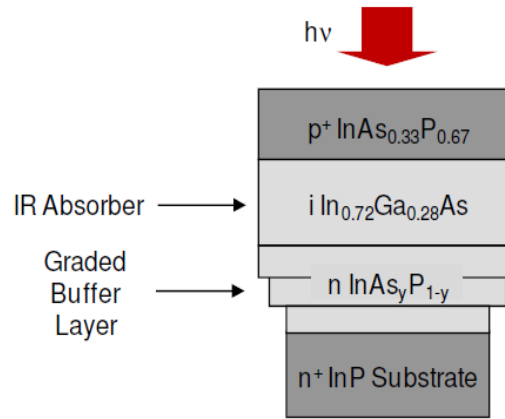 hν
p⁺ InAs₀.₃₃P₀.₆₇
IR Absorber
i In₀.₇₂Ga₀.₂₈As
Graded
Buffer
Layer
n InAsᵧP₁₋ᵧ
n⁺ InP Substrate